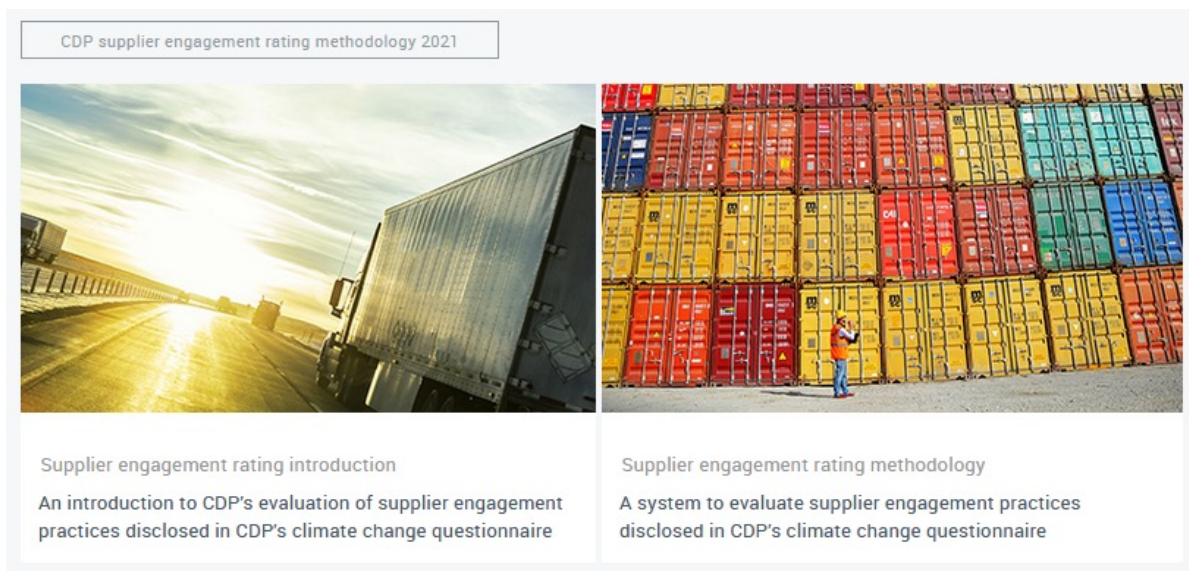 CDP supplier engagement rating methodology 2021
CAI
Supplier engagement rating introduction
An introduction to CDP's evaluation of supplier engagement
practices disclosed in CDP's climate change questionnaire
Supplier engagement rating methodology
A system to evaluate supplier engagement practices
disclosed in CDP's climate change questionnaire